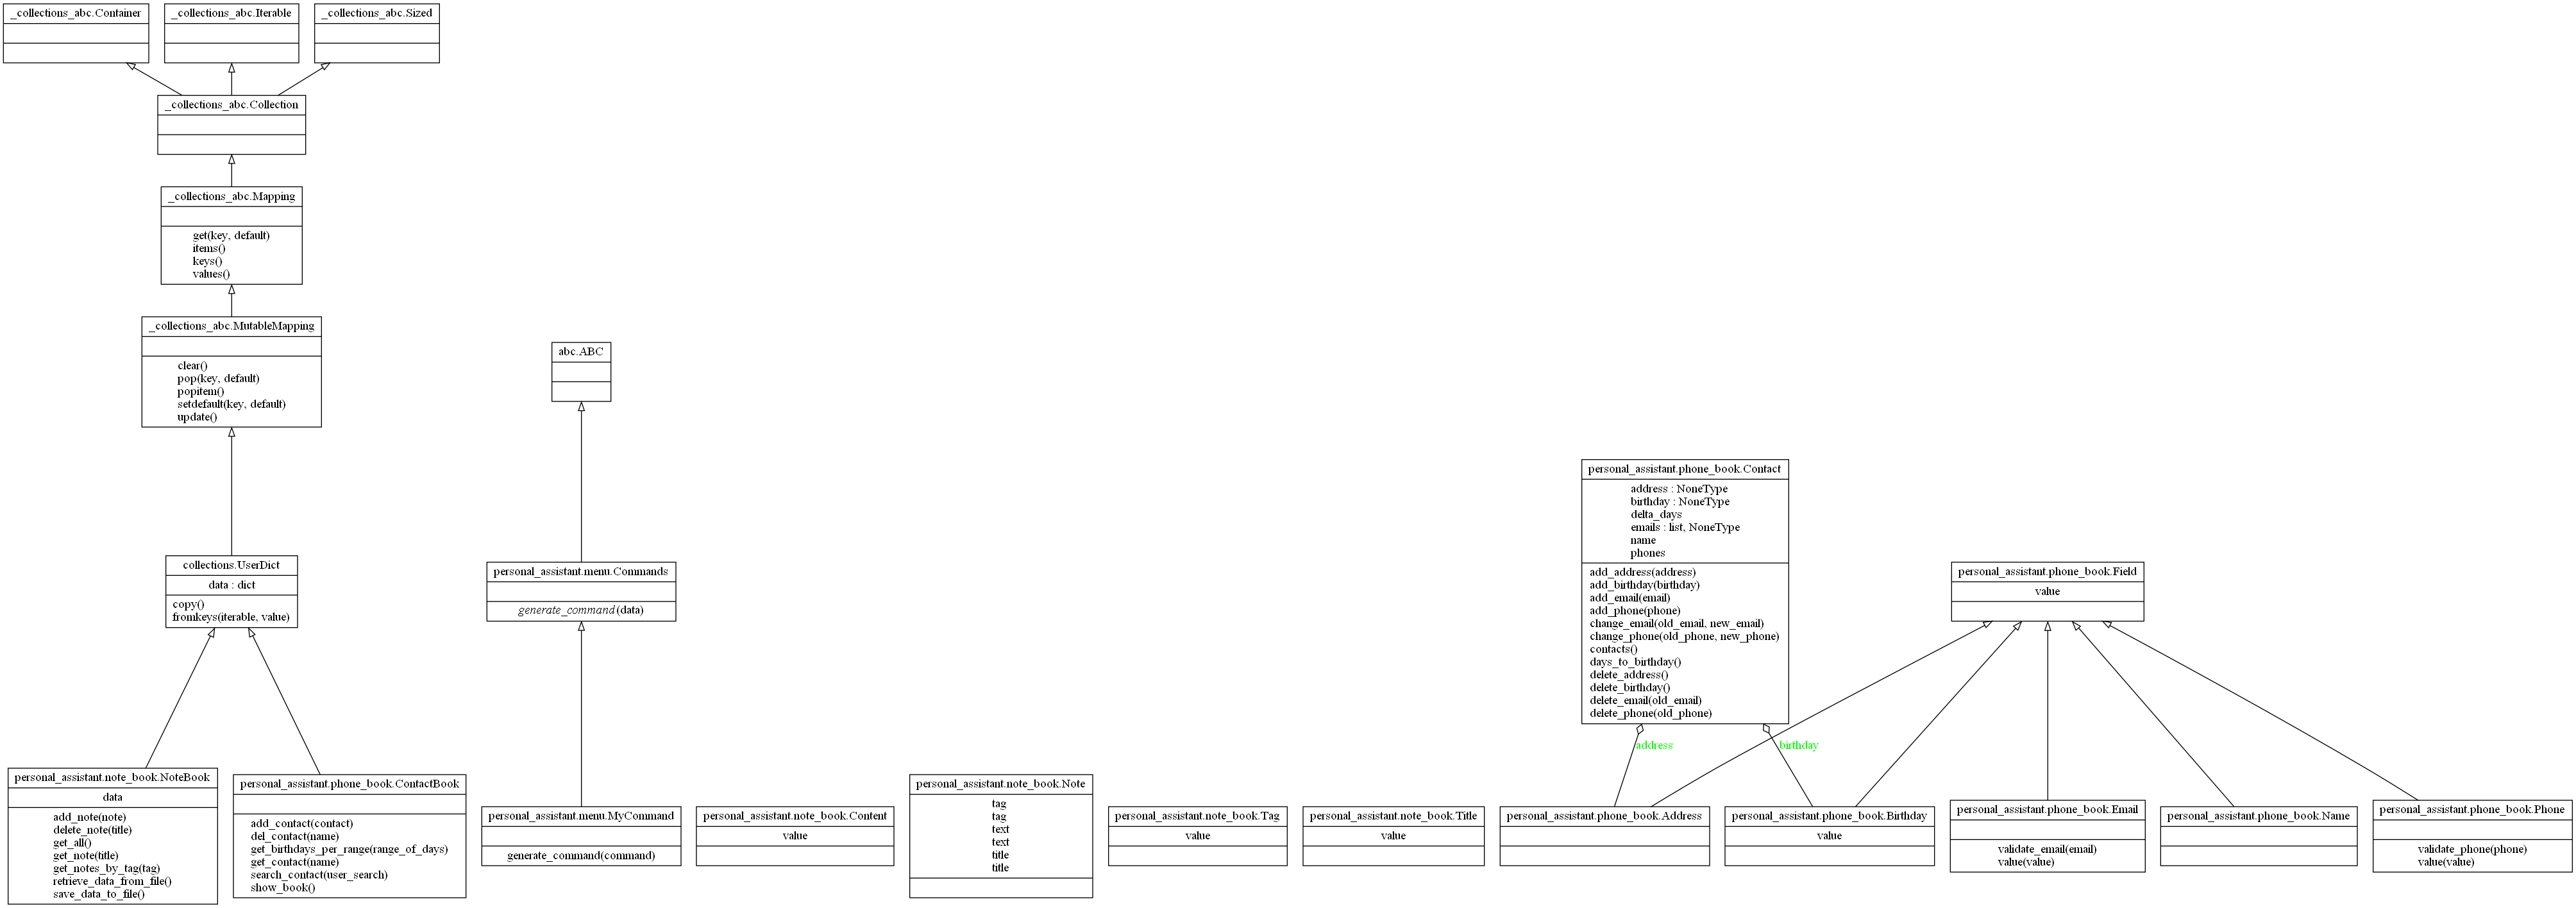 _collections_abc.Container
_collections_abc.Iterable
_collections_abc.Sized
_collections_abc.Collection
_collections_abc.Mapping
get(key, default)
items()
keys()
values()
_collections_abc.MutableMapping
clear()
pop(key, default)
popitem()
setdefault(key, default)
update()
abc.ABC
collections.UserDict
data : dict
copy()
fromkeys(iterable, value)
personal_assistant.menu.Commands
generate_command(data)
personal_assistant.phone_book.Contact
address : NoneType
birthday : NoneType
delta_days
emails : list, NoneType
name
phones
add_address(address)
add_birthday(birthday)
add_email(email)
add_phone(phone)
change_email(old_email, new_email)
change_phone(old_phone, new_phone)
contacts()
days_to_birthday()
delete_address()
delete_birthday()
delete_email(old_email)
delete_phone(old_phone)
personal_assistant.phone_book.Field
value
address
birthday
personal_assistant.note_book.NoteBook
data
add_note(note)
delete_note(title)
get_all()
get_note(title)
get_notes_by_tag(tag)
retrieve_data_from_file()
save_data_to_file()
personal_assistant.phone_book.ContactBook
add_contact(contact)
del_contact(name)
get_birthdays_per_range(range_of_days)
get_contact(name)
search_contact(user_search)
show_book()
personal_assistant.menu.MyCommand
generate_command(command)
personal_assistant.note_book.Content
value
personal_assistant.note_book.Note
tag
tag
text
text
title
title
personal_assistant.note_book.Tag
value
personal_assistant.note_book.Title
value
personal_assistant.phone_book.Address
personal_assistant.phone_book.Birthday
value
personal_assistant.phone_book.Email
validate_email(email)
value(value)
personal_assistant.phone_book.Name
personal_assistant.phone_book.Phone
validate_phone(phone)
value(value)